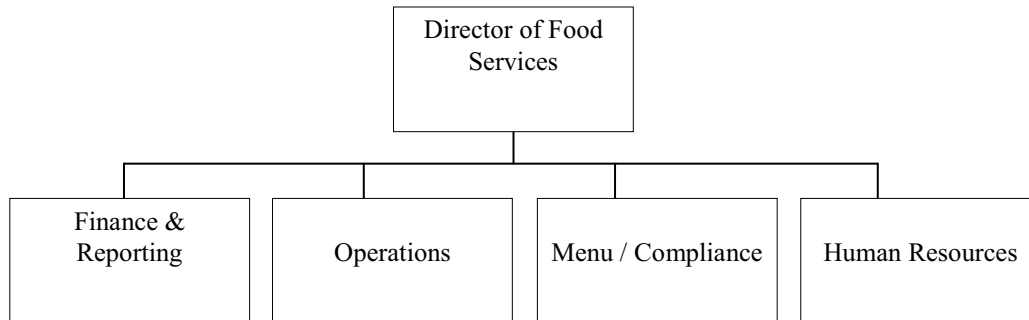 Director of Food
Services
Finance &
Reporting
Operations
Menu / Compliance
Human Resources